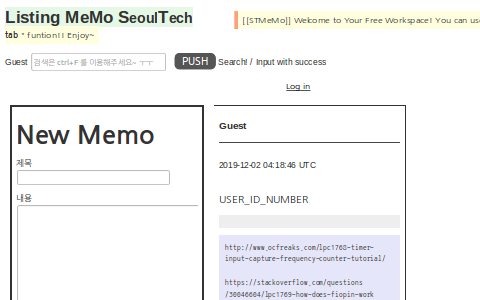 Listing MeMo SeoulTech
[[STMeMo]] Welcome to Your Free Workspace! You can use
tab " funtion!! Enjoy~
Guest 검색은 ctrl+F 를 이용해주세요~ ㅜㅜ PUSH Search! / Input with success
Log in
New Memo
제목
내용
Guest
2019-12-02 04:18:46 UTC
USER_ID_NUMBER
http://www.ocfreaks.com/lpc1768-timer-
input-capture-frequency-counter-tutorial/
https://stackoverflow.com/questions
/30046604/lpc1769-how-does-fiopin-work